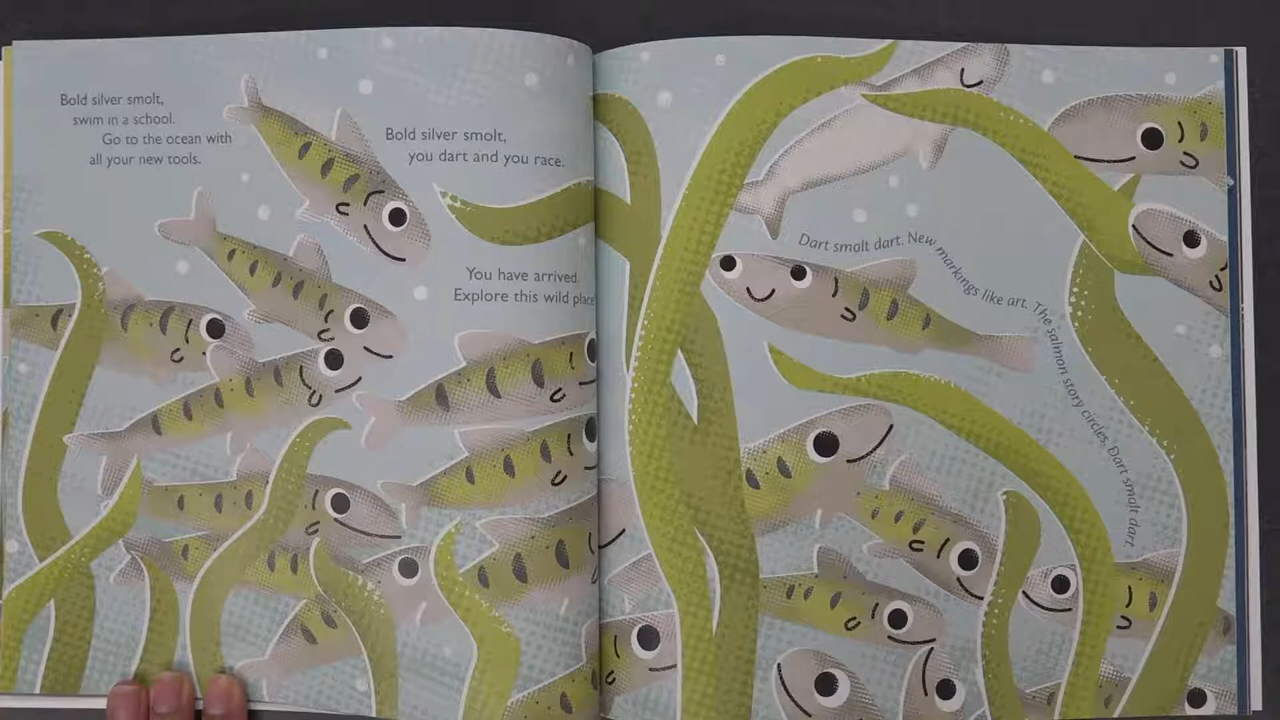 Bold silver smolt,
swim in a school.
Go to the ocean with
all your new tools.
Bold silver smolt,
you dart and you race.
You have arrived.
Explore this wild place
Dart smolt dart. New markings like art. The salmon story circles. Dart smolt dart